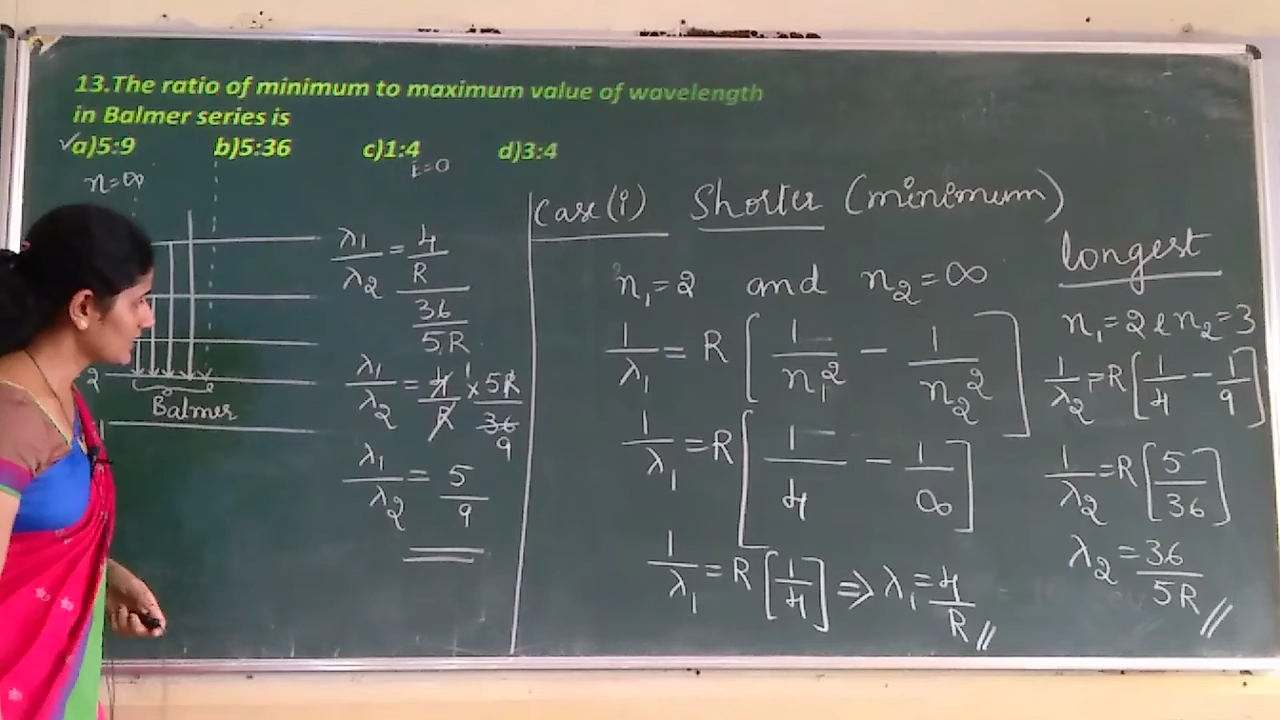 13.The ratio of minimum to maximum value of wavelength
in Balmer series is
✓a)5:9 b)5:36 c)1:4 d)3:4
n=∞
2
Balmer
λ1/λ2 = (4/R)/(36/5R)
λ1/λ2 = 4/R × 5R/36 1 9
λ1/λ2 = 5/9
Case(i) Shorter (minimum)
n₁=2 and n₂=∞
1/λ₁ = R[1/n₁² − 1/n₂²]
1/λ₁ = R[1/4 − 1/∞]
1/λ₁ = R[1/4] ⇒ λ₁ = 4/R //
longest
n₁=2 & n₂=3
1/λ₂ = R[1/4 − 1/9]
1/λ₂ = R[5/36]
λ₂ = 36/5R //